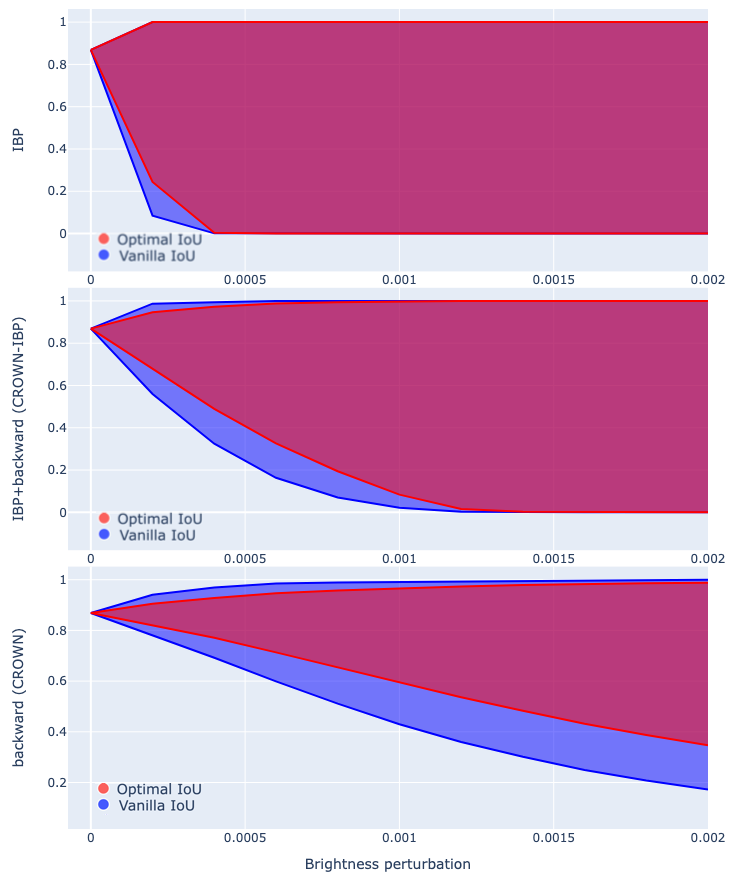 IBP
1
0.8
0.6
0.4
0.2
0
Optimal IoU
Vanilla IoU
0 0.0005 0.001 0.0015 0.002
IBP+backward (CROWN-IBP)
1
0.8
0.6
0.4
0.2
0
Optimal IoU
Vanilla IoU
0 0.0005 0.001 0.0015 0.002
backward (CROWN)
1
0.8
0.6
0.4
0.2
Optimal IoU
Vanilla IoU
0 0.0005 0.001 0.0015 0.002
Brightness perturbation